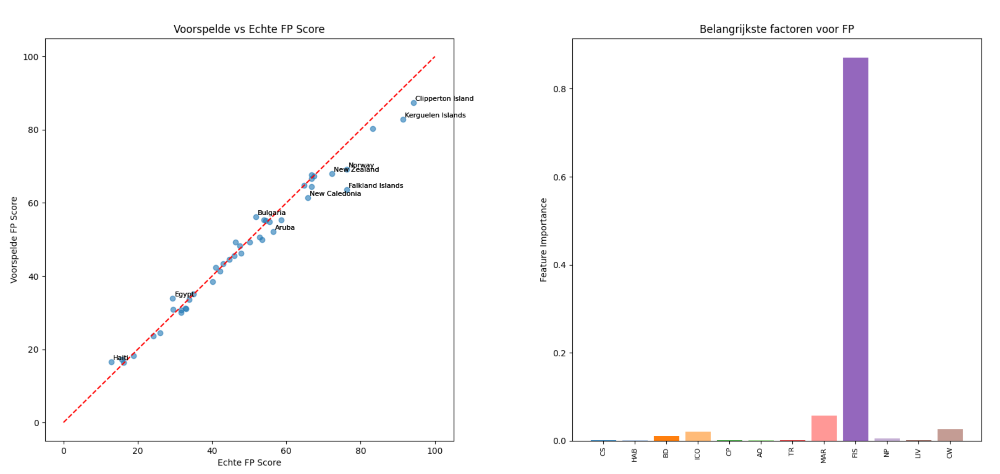 Voorspelde vs Echte FP Score
100
80
60
40
20
0
Voorspelde FP Score
Clipperton Island
Kerguelen Islands
Norway
New Zealand
Falkland Islands
New Caledonia
Bulgaria
Aruba
Egypt
Haiti
0 20 40 60 80 100
Echte FP Score
Belangrijkste factoren voor FP
0.8
0.6
0.4
0.2
0.0
Feature Importance
CS HAB BD ICO CP AO TR MAR FIS NP LIV CW